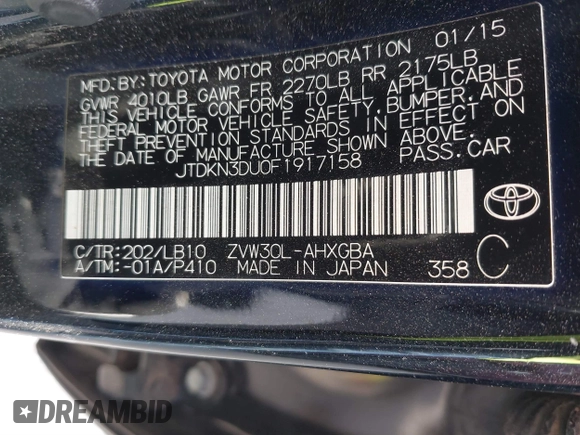 MFD. BY: TOYOTA MOTOR CORPORATION 01/15
GVWR 4010LB GAWR FR 2270LB RR 2175LB
THIS VEHICLE CONFORMS TO ALL APPLICABLE
FEDERAL MOTOR VEHICLE SAFETY, BUMPER, AND
THEFT PREVENTION STANDARDS IN EFFECT ON
THE DATE OF MANUFACTURE SHOWN ABOVE.
JTDKN3DU0F1917158 PASS. CAR
C/TR: 202/LB10 ZVW30L-AHXGBA
A/TM: -01A/P410 MADE IN JAPAN 358 C
DREAMBID